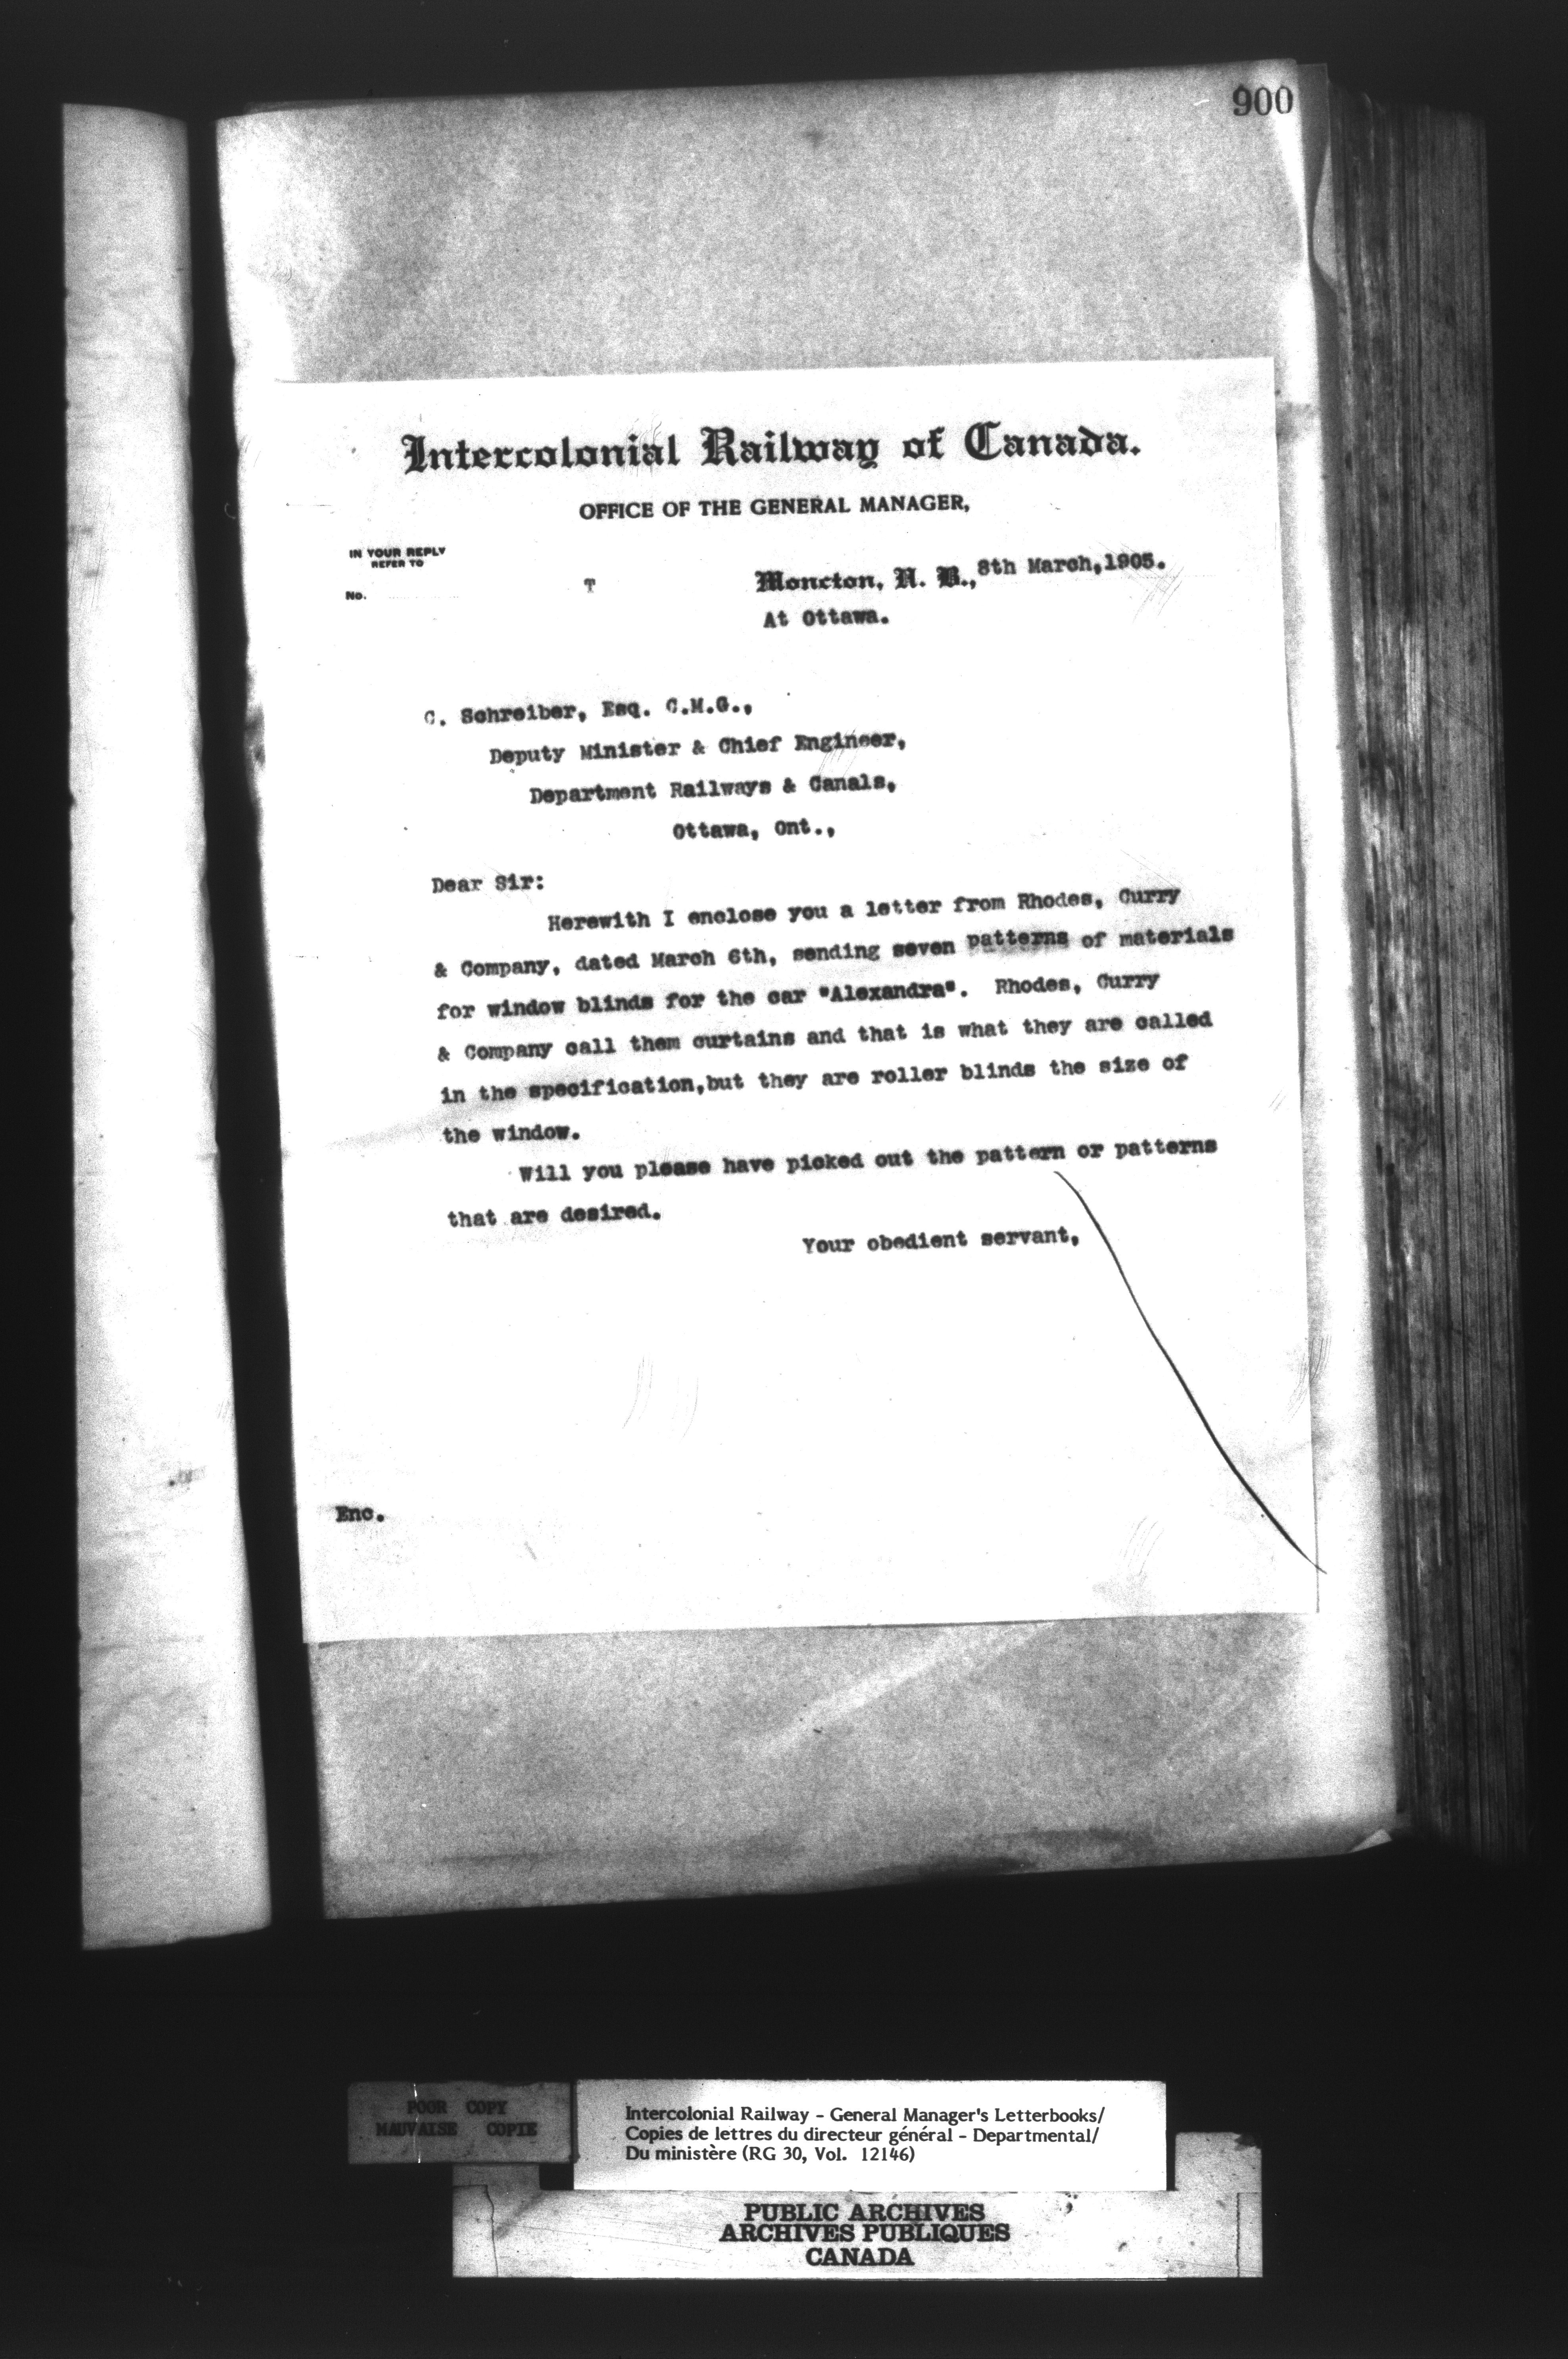 900
Intercolonial Railway of Canada.
OFFICE OF THE GENERAL MANAGER,
IN YOUR REPLY
REFER TO
No.
T
Moncton, N. B., 8th March, 1905.
At Ottawa.
C. Schreiber, Esq. C.M.G.,
Deputy Minister & Chief Engineer,
Department Railways & Canals,
Ottawa, Ont.,
Dear Sir:
Herewith I enclose you a letter from Rhodes, Curry
& Company, dated March 6th, sending seven patterns of materials
for window blinds for the car "Alexandra". Rhodes, Curry
& Company call them curtains and that is what they are called
in the specification,but they are roller blinds the size of
the window.
Will you please have picked out the pattern or patterns
that are desired.
Your obedient servant,
Enc.
POOR COPY
MAUVAISE COPIE
Intercolonial Railway - General Manager's Letterbooks/
Copies de lettres du directeur général - Departmental/
Du ministère (RG 30, Vol. 12146)
PUBLIC ARCHIVES
ARCHIVES PUBLIQUES
CANADA